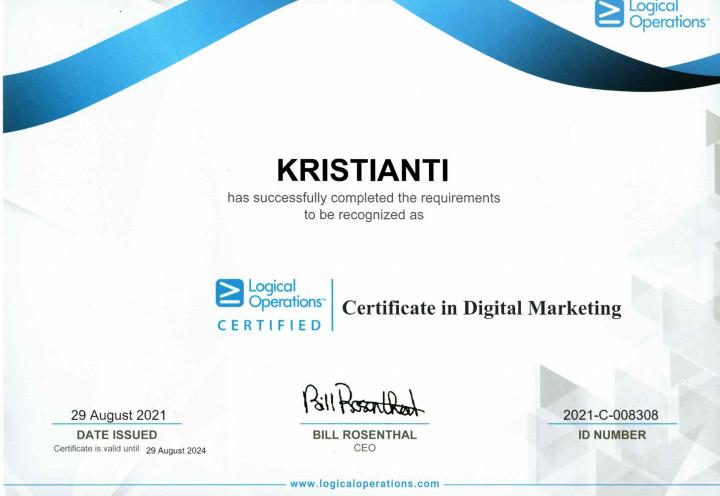 Logical
Operations™
KRISTIANTI
has successfully completed the requirements
to be recognized as
Logical
Operations™
CERTIFIED
Certificate in Digital Marketing
Bill Rosenthal
29 August 2021
2021-C-008308
DATE ISSUED
BILL ROSENTHAL
ID NUMBER
Certificate is valid until 29 August 2024
CEO
www.logicaloperations.com